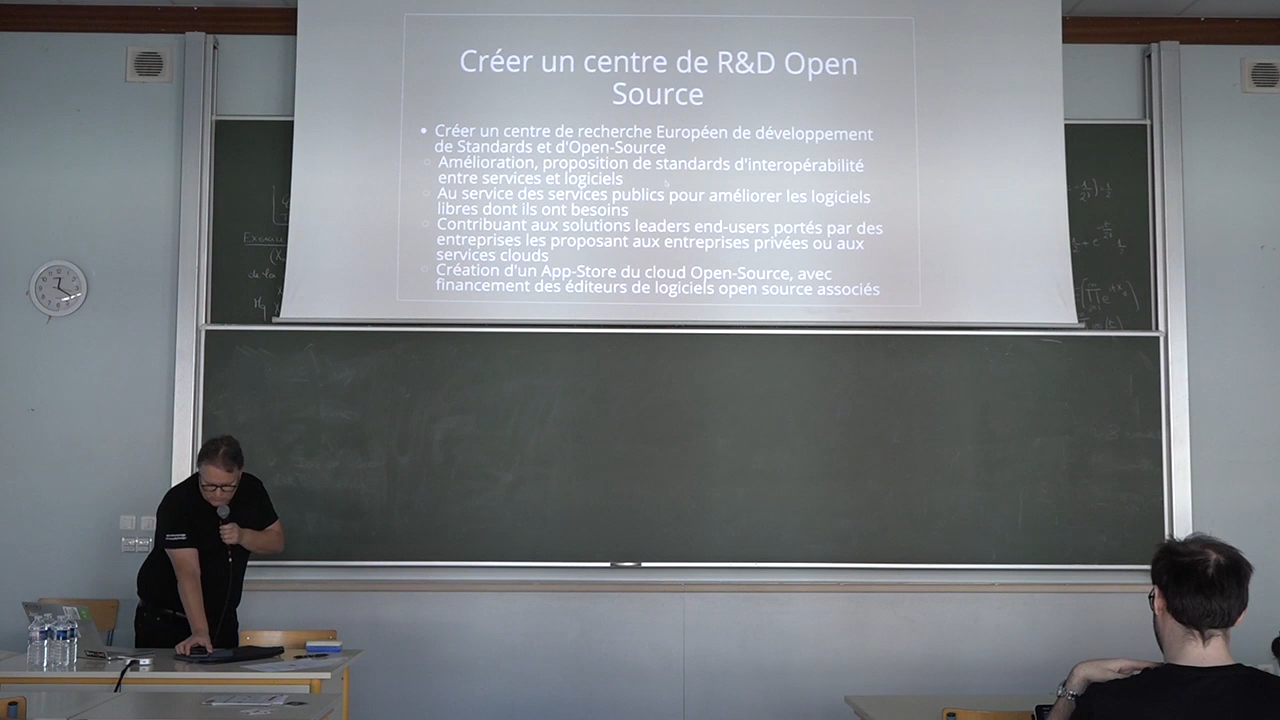 Créer un centre de R&D Open
Source
Créer un centre de recherche Européen de développement
de Standards et d'Open-Source
Amélioration, proposition de standards d'interopérabilité
entre services et logiciels
Au service des services publics pour améliorer les logiciels
libres dont ils ont besoins
Contribuant aux solutions leaders end-users portés par des
entreprises les proposant aux entreprises privées ou aux
services clouds
Création d'un App-Store du cloud Open-Source, avec
financement des éditeurs de logiciels open source associés